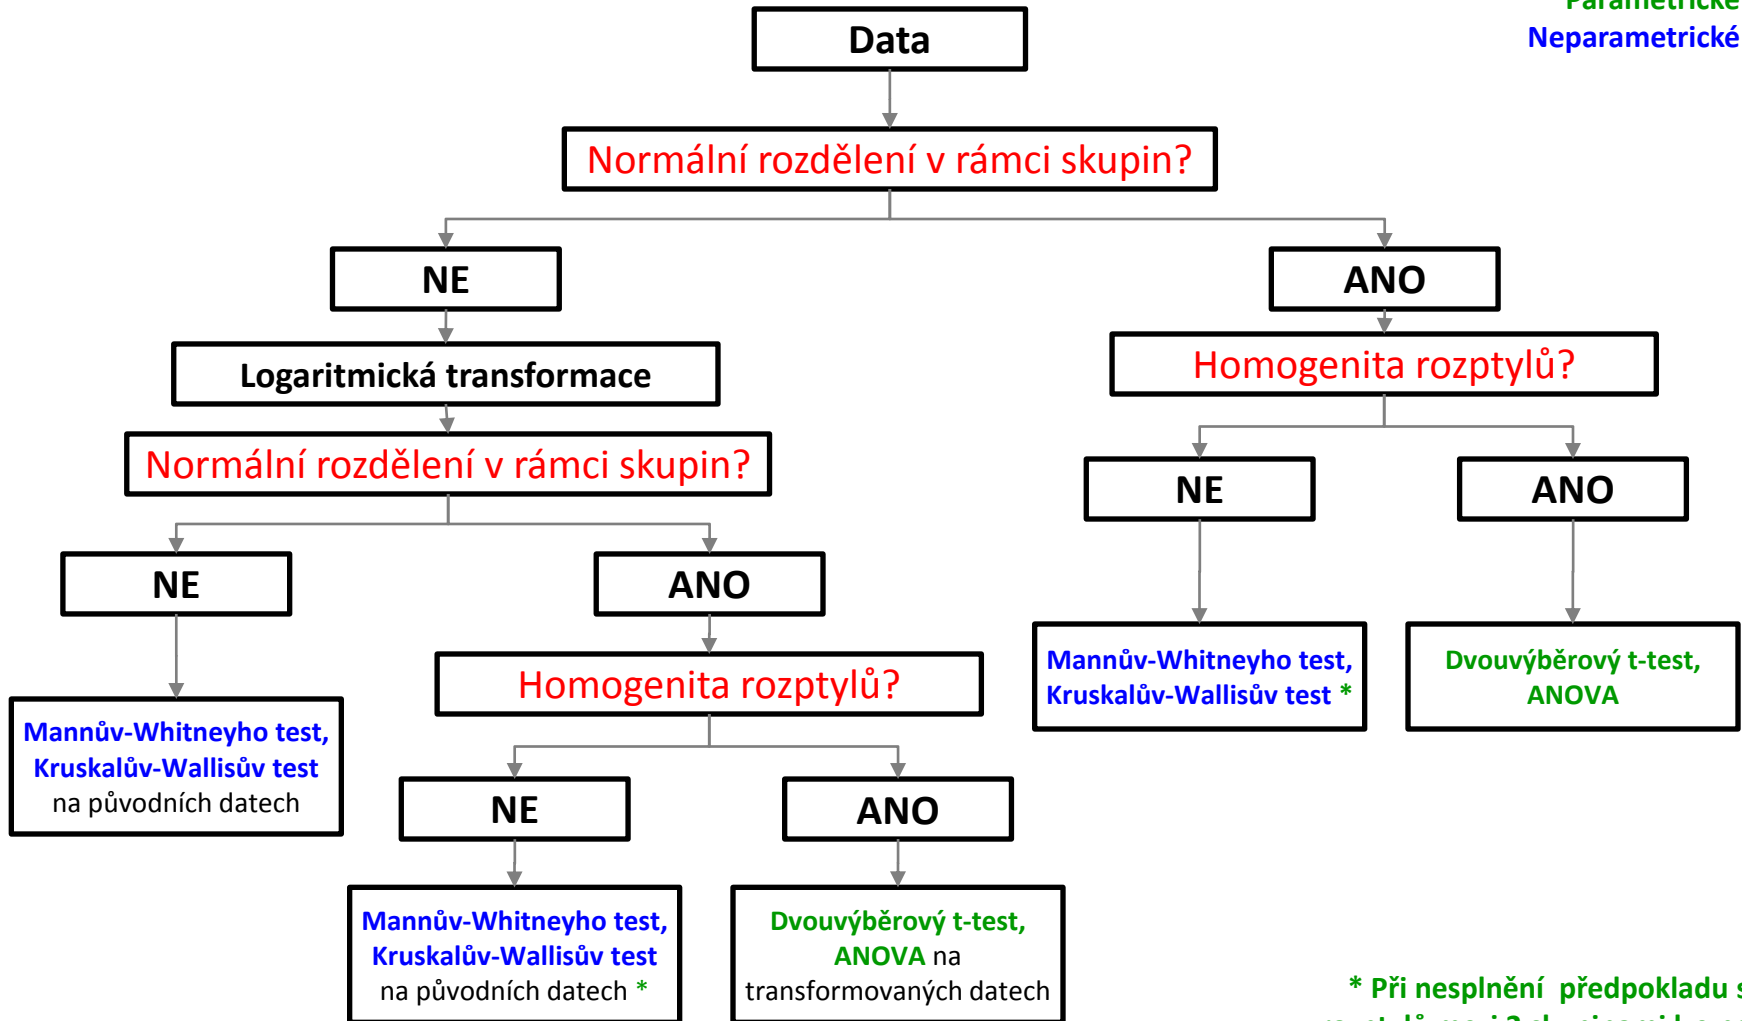 Parametrické
Neparametrické
Data
Normální rozdělení v rámci skupin?
NE
ANO
Logaritmická transformace
Homogenita rozptylů?
Normální rozdělení v rámci skupin?
NE
ANO
NE
ANO
Mannův-Whitneyho test,
Kruskalův-Wallisův test *
Dvouvýběrový t-test,
ANOVA
Homogenita rozptylů?
Mannův-Whitneyho test,
Kruskalův-Wallisův test
na původních datech
NE
ANO
Mannův-Whitneyho test,
Kruskalův-Wallisův test
na původních datech *
Dvouvýběrový t-test,
ANOVA na
transformovaných datech
* Při nesplnění předpokladu